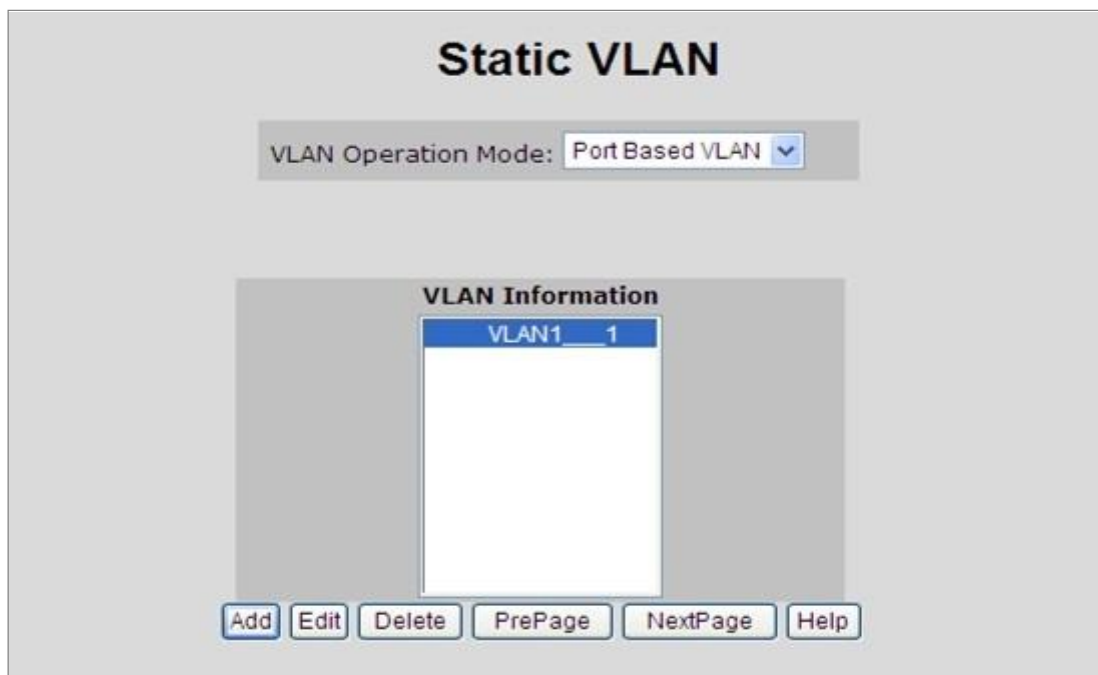 Static VLAN
VLAN Operation Mode: Port Based VLAN
VLAN Information
VLAN1___1
Add Edit Delete PrePage NextPage Help